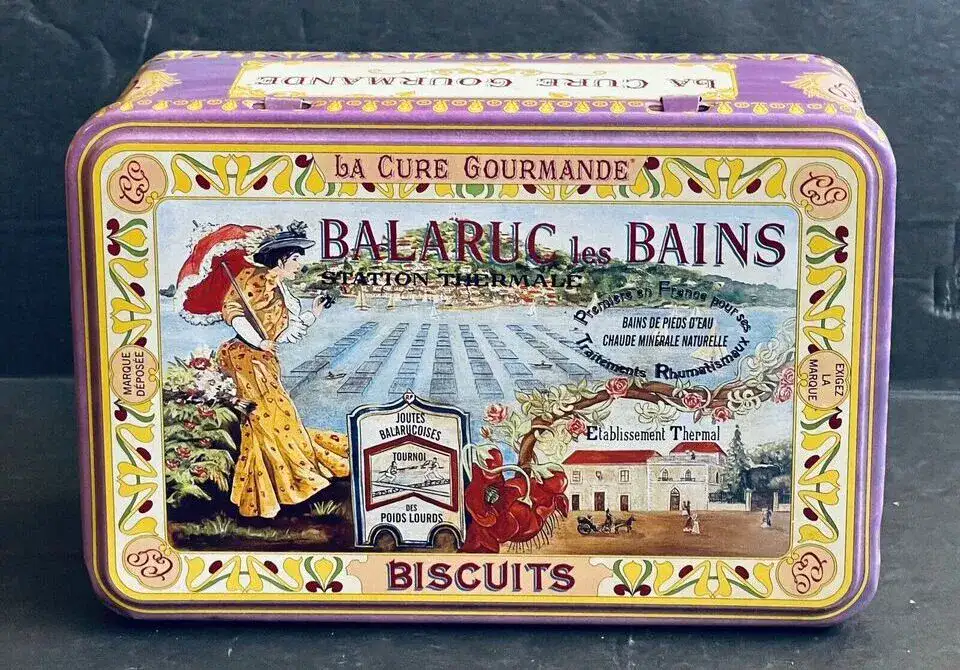 LA CURE GOURMANDE
LA CURE GOURMANDE
BALARUC les BAINS
STATION THERMALE
Première en France pour ses
BAINS DE PIEDS D'EAU
CHAUDE MINÉRALE NATURELLE
Traitements Rhumatismaux
MARQUE
DÉPOSÉE
EXIGEZ
LA
MARQUE
JOUTES
BALARUCOISES
TOURNOI
DES
POIDS LOURDS
Etablissement Thermal
BISCUITS